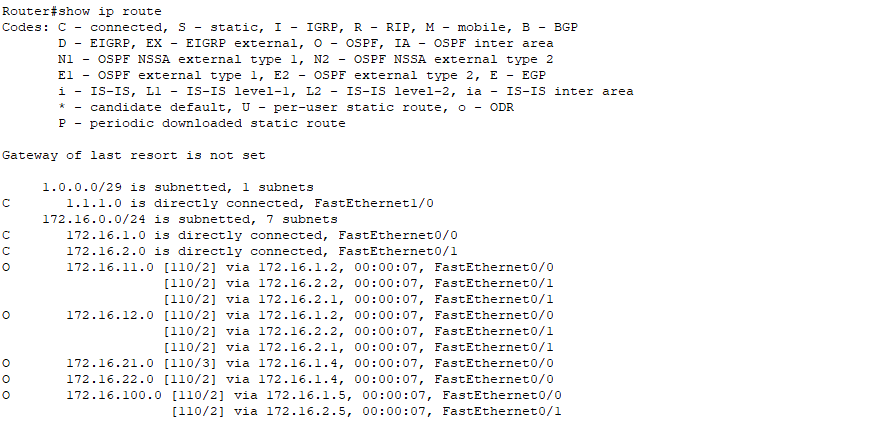 Router#show ip route
Codes: C - connected, S - static, I - IGRP, R - RIP, M - mobile, B - BGP
       D - EIGRP, EX - EIGRP external, O - OSPF, IA - OSPF inter area
       N1 - OSPF NSSA external type 1, N2 - OSPF NSSA external type 2
       E1 - OSPF external type 1, E2 - OSPF external type 2, E - EGP
       i - IS-IS, L1 - IS-IS level-1, L2 - IS-IS level-2, ia - IS-IS inter area
       * - candidate default, U - per-user static route, o - ODR
       P - periodic downloaded static route

Gateway of last resort is not set

     1.0.0.0/29 is subnetted, 1 subnets
C       1.1.1.0 is directly connected, FastEthernet1/0
     172.16.0.0/24 is subnetted, 7 subnets
C       172.16.1.0 is directly connected, FastEthernet0/0
C       172.16.2.0 is directly connected, FastEthernet0/1
O       172.16.11.0 [110/2] via 172.16.1.2, 00:00:07, FastEthernet0/0
                    [110/2] via 172.16.2.2, 00:00:07, FastEthernet0/1
                    [110/2] via 172.16.2.1, 00:00:07, FastEthernet0/1
O       172.16.12.0 [110/2] via 172.16.1.2, 00:00:07, FastEthernet0/0
                    [110/2] via 172.16.2.2, 00:00:07, FastEthernet0/1
                    [110/2] via 172.16.2.1, 00:00:07, FastEthernet0/1
O       172.16.21.0 [110/3] via 172.16.1.4, 00:00:07, FastEthernet0/0
O       172.16.22.0 [110/2] via 172.16.1.4, 00:00:07, FastEthernet0/0
O       172.16.100.0 [110/2] via 172.16.1.5, 00:00:07, FastEthernet0/0
                     [110/2] via 172.16.2.5, 00:00:07, FastEthernet0/1